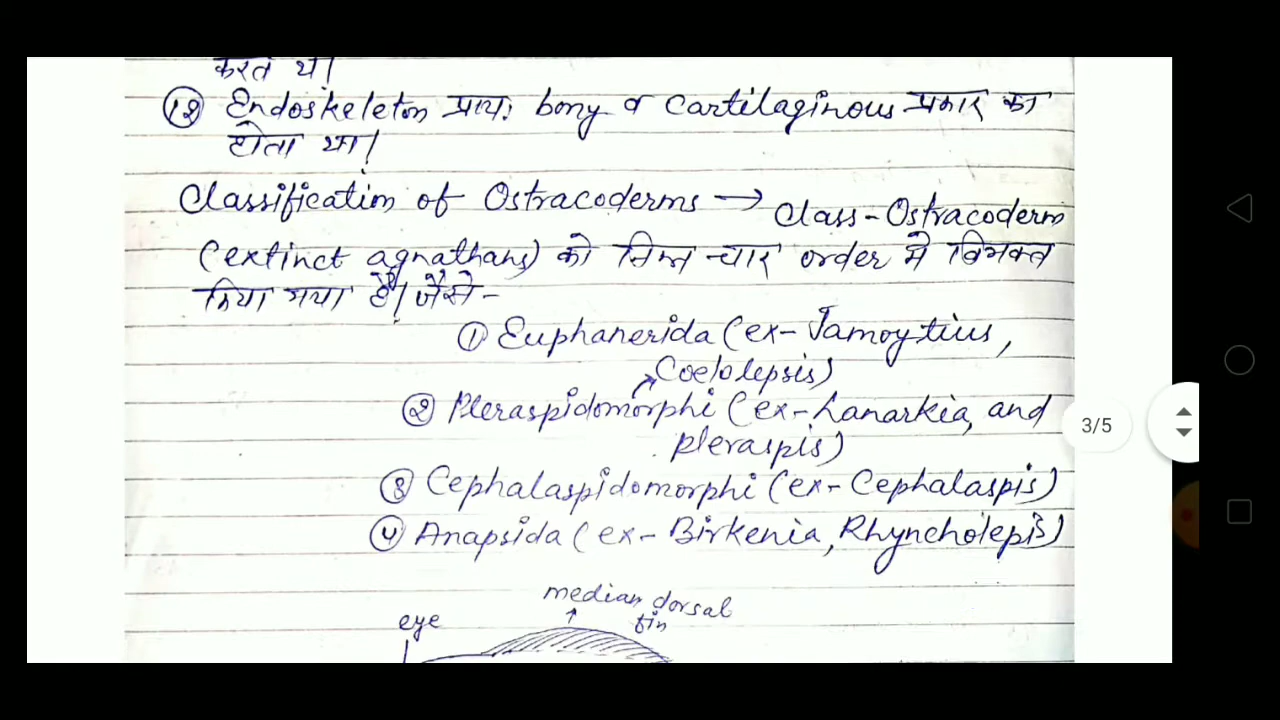 करते थे।
(12) Endoskeleton प्रायः bony व cartilaginous प्रकार का
होता था।
Classification of Ostracoderms → Class-Ostracoderm
(extinct agnathans) को निम्न चार order में विभक्त
किया गया है। जैसे-
① Euphanerida (ex- Jamoytius,
Coelolepsis)
② Pteraspidomorphi (ex- Lanarkia, and
pteraspis)
③ Cephalaspidomorphi (ex- Cephalaspis)
④ Anapsida (ex- Birkenia, Rhyncholepis)
median dorsal
fin
eye
3/5